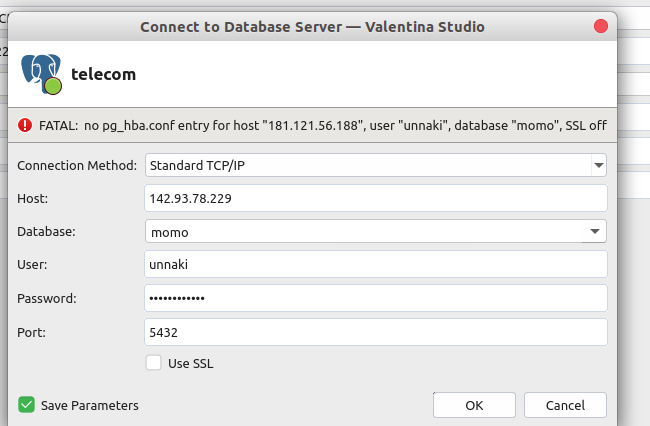 Connect to Database Server — Valentina Studio
telecom
FATAL: no pg_hba.conf entry for host "181.121.56.188", user "unnaki", database "momo", SSL off
Connection Method: Standard TCP/IP
Host: 142.93.78.229
Database: momo
User: unnaki
Password: ••••••••••••
Port: 5432
Use SSL
Save Parameters OK Cancel